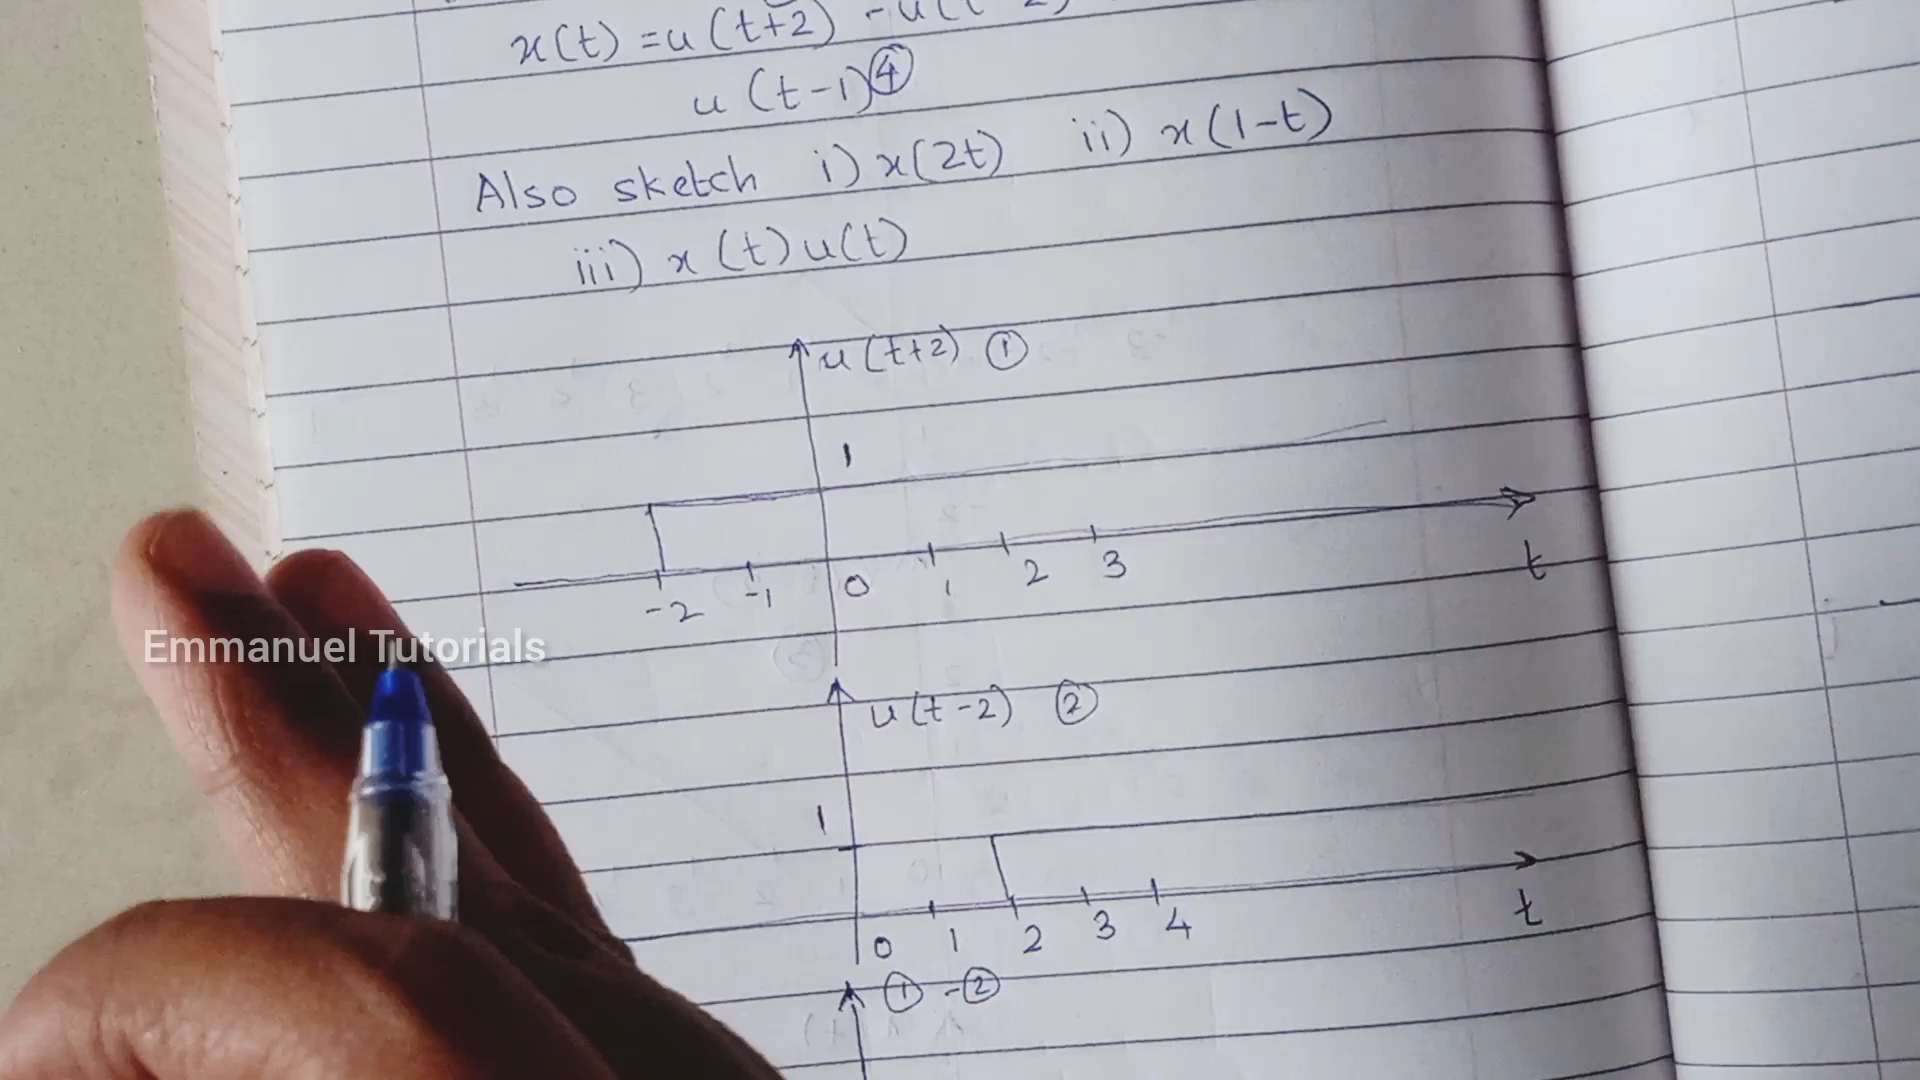 x(t) = u(t+2) - u(t-2)
u(t-1) ④
Also sketch i) x(2t) ii) x(1-t)
iii) x(t)u(t)
u(t+2) ①
1
-2 -1 0 1 2 3 t
Emmanuel Tutorials
u(t-2) ②
1
0 1 2 3 4 t
① - ②